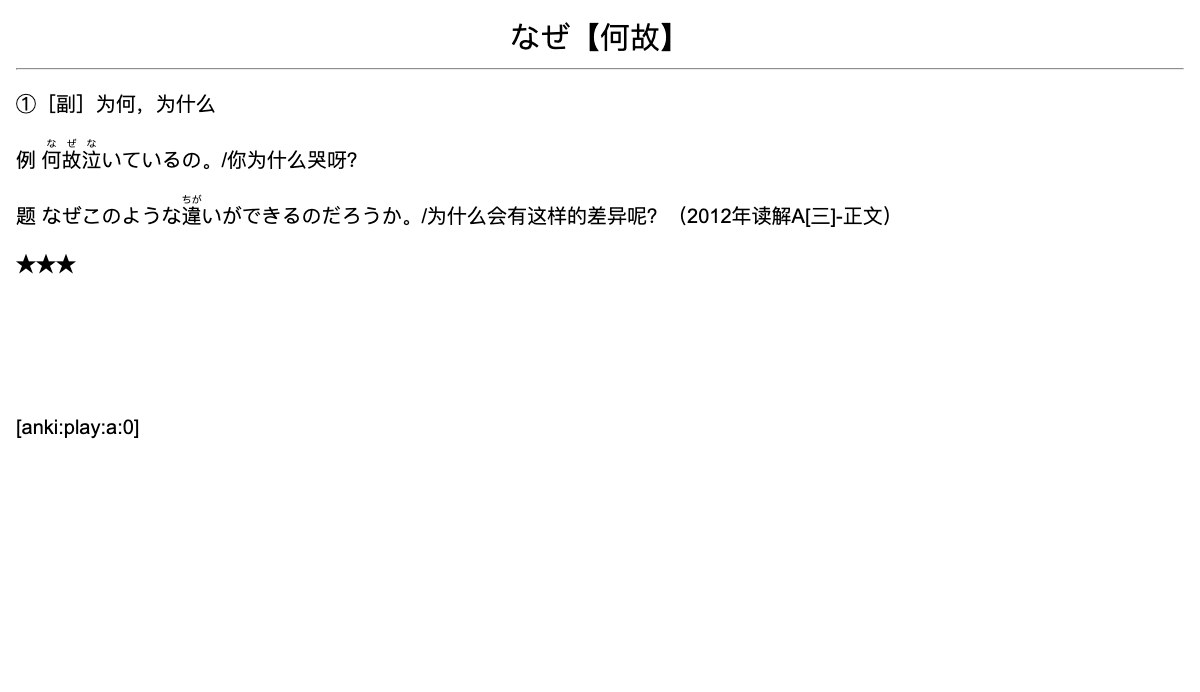 なぜ【何故】
①［副］为何，为什么
なぜな
例 何故泣いているの。/你为什么哭呀?
ちが
题 なぜこのような違いができるのだろうか。/为什么会有这样的差异呢? （2012年读解A[三]-正文）
★★★
[anki:play:a:0]